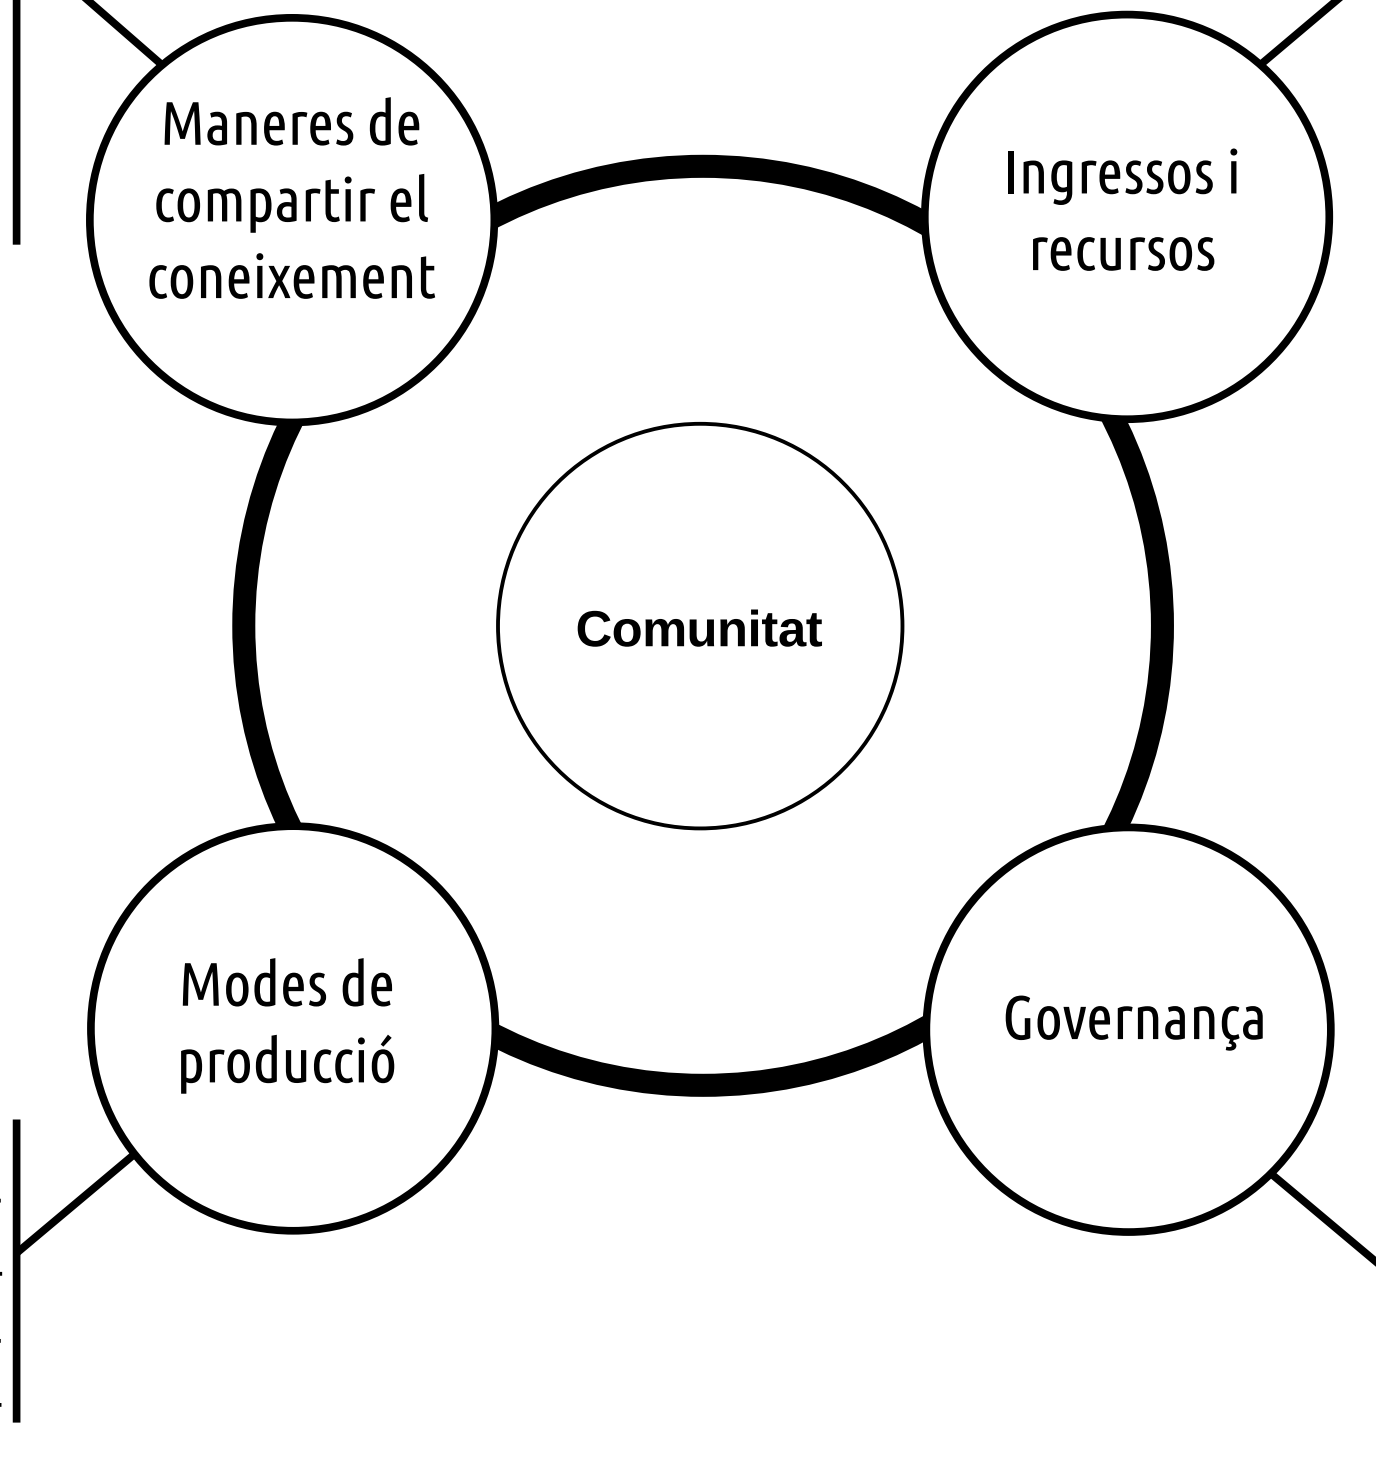 Maneres de
compartir el
coneixement
Ingressos i
recursos
Comunitat
Modes de
producció
Governança